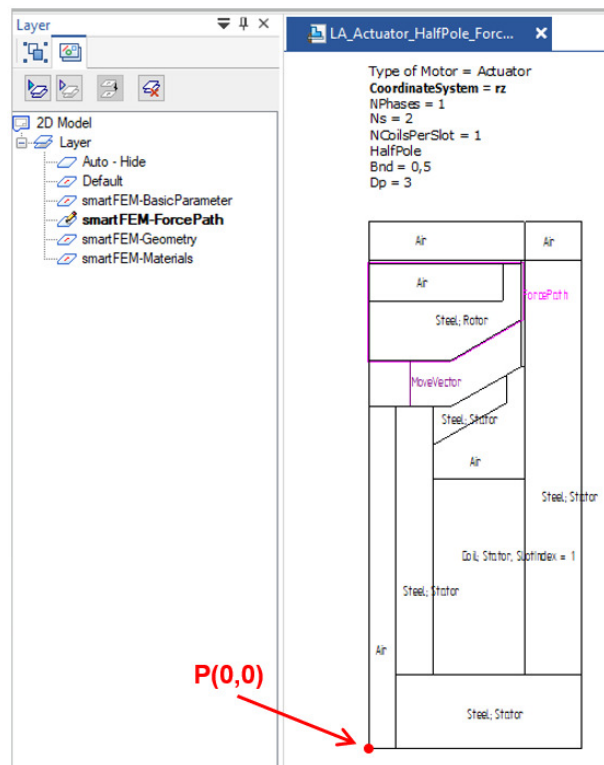 Layer
2D Model
Layer
Auto - Hide
Default
smartFEM-BasicParameter
smartFEM-ForcePath
smartFEM-Geometry
smartFEM-Materials
LA_Actuator_HalfPole_Forc...
Type of Motor = Actuator
CoordinateSystem = rz
NPhases = 1
Ns = 2
NCoilsPerSlot = 1
HalfPole
Bnd = 0,5
Dp = 3
Air
Air
Air
ForcePath
Steel; Rotor
MoveVector
Steel; Stator
Air
Steel; Stator
Coil; Stator, SlotIndex = 1
Steel; Stator
Air
P(0,0)
Steel; Stator